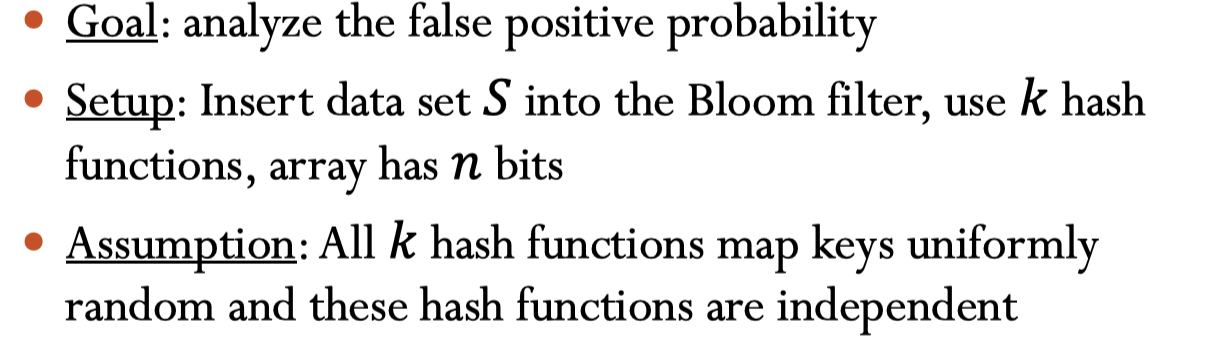 • Goal: analyze the false positive probability
• Setup: Insert data set S into the Bloom filter, use k hash
functions, array has n bits
• Assumption: All k hash functions map keys uniformly
random and these hash functions are independent